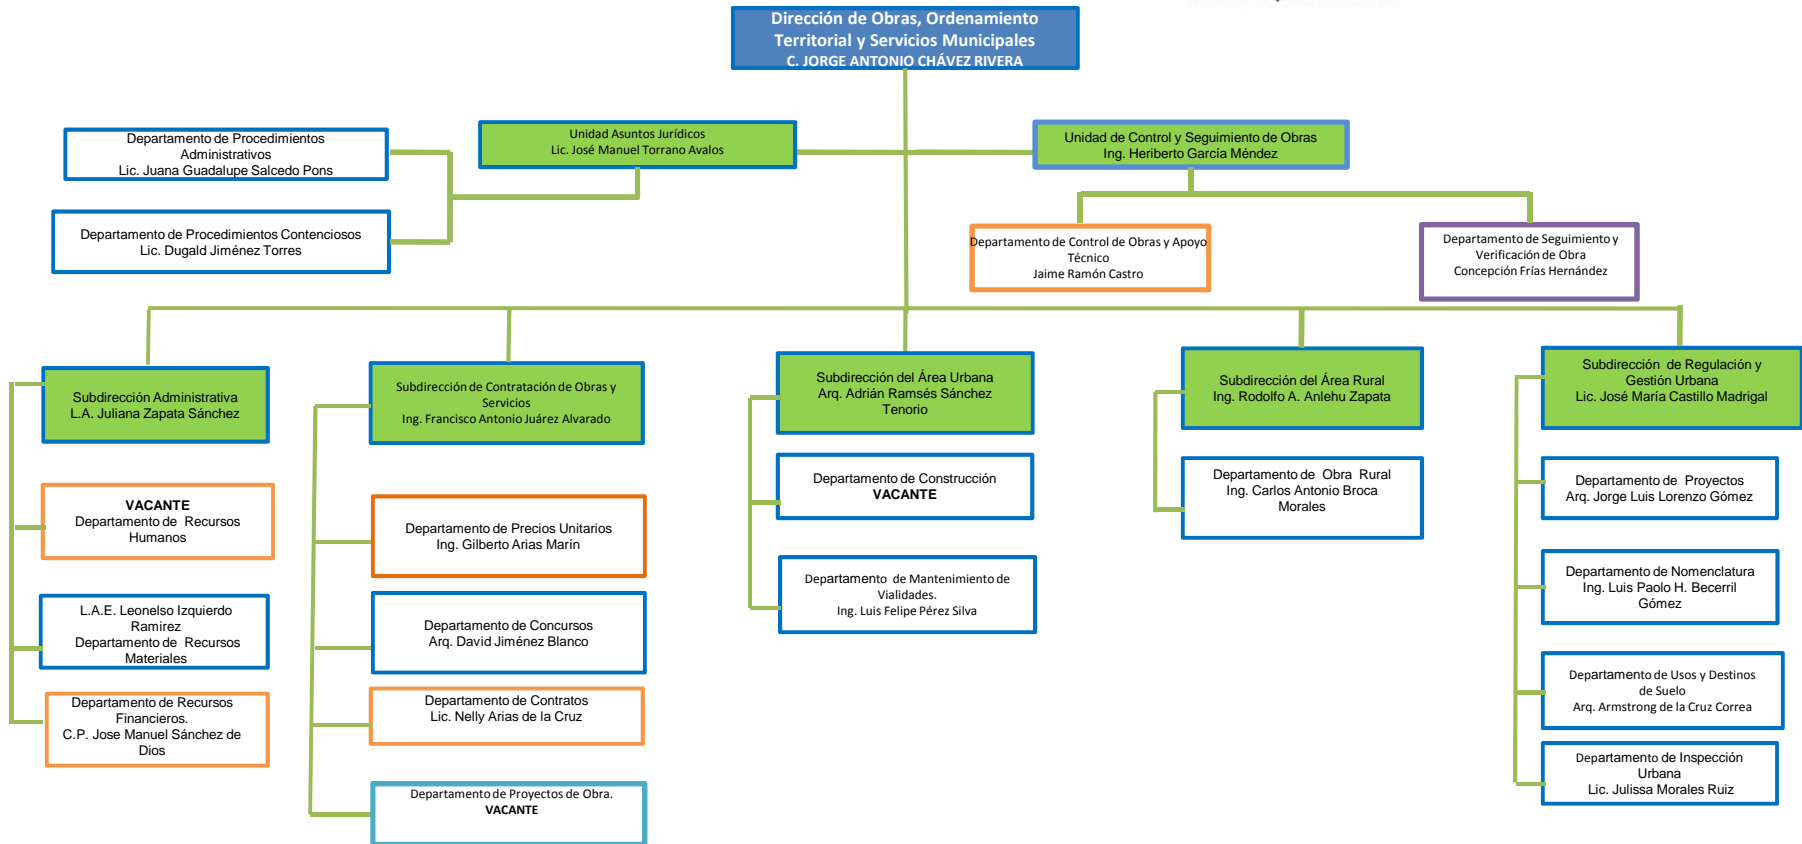 Dirección de Obras, Ordenamiento
Territorial y Servicios Municipales
C. JORGE ANTONIO CHÁVEZ RIVERA
Departamento de Procedimientos
Administrativos
Lic. Juana Guadalupe Salcedo Pons
Unidad Asuntos Jurídicos
Lic. José Manuel Torrano Avalos
Unidad de Control y Seguimiento de Obras
Ing. Heriberto García Méndez
Departamento de Procedimientos Contenciosos
Lic. Dugald Jiménez Torres
Departamento de Control de Obras y Apoyo
Técnico
Jaime Ramón Castro
Departamento de Seguimiento y
Verificación de Obra
Concepción Frías Hernández
Subdirección Administrativa
L.A. Juliana Zapata Sánchez
Subdirección de Contratación de Obras y
Servicios
Ing. Francisco Antonio Juárez Alvarado
Subdirección del Área Urbana
Arq. Adrián Ramsés Sánchez
Tenorio
Subdirección del Área Rural
Ing. Rodolfo A. Anlehu Zapata
Subdirección de Regulación y
Gestión Urbana
Lic. José María Castillo Madrigal
VACANTE
Departamento de Recursos
Humanos
L.A.E. Leonelso Izquierdo
Ramirez
Departamento de Recursos
Materiales
Departamento de Recursos
Financieros.
C.P. Jose Manuel Sánchez de
Dios
Departamento de Precios Unitarios
Ing. Gilberto Arias Marín
Departamento de Concursos
Arq. David Jiménez Blanco
Departamento de Contratos
Lic. Nelly Arias de la Cruz
Departamento de Proyectos de Obra.
VACANTE
Departamento de Construcción
VACANTE
Departamento de Mantenimiento de
Vialidades.
Ing. Luis Felipe Pérez Silva
Departamento de Obra Rural
Ing. Carlos Antonio Broca
Morales
Departamento de Proyectos
Arq. Jorge Luis Lorenzo Gómez
Departamento de Nomenclatura
Ing. Luis Paolo H. Becerril
Gómez
Departamento de Usos y Destinos
de Suelo
Arq. Armstrong de la Cruz Correa
Departamento de Inspección
Urbana
Lic. Julissa Morales Ruiz